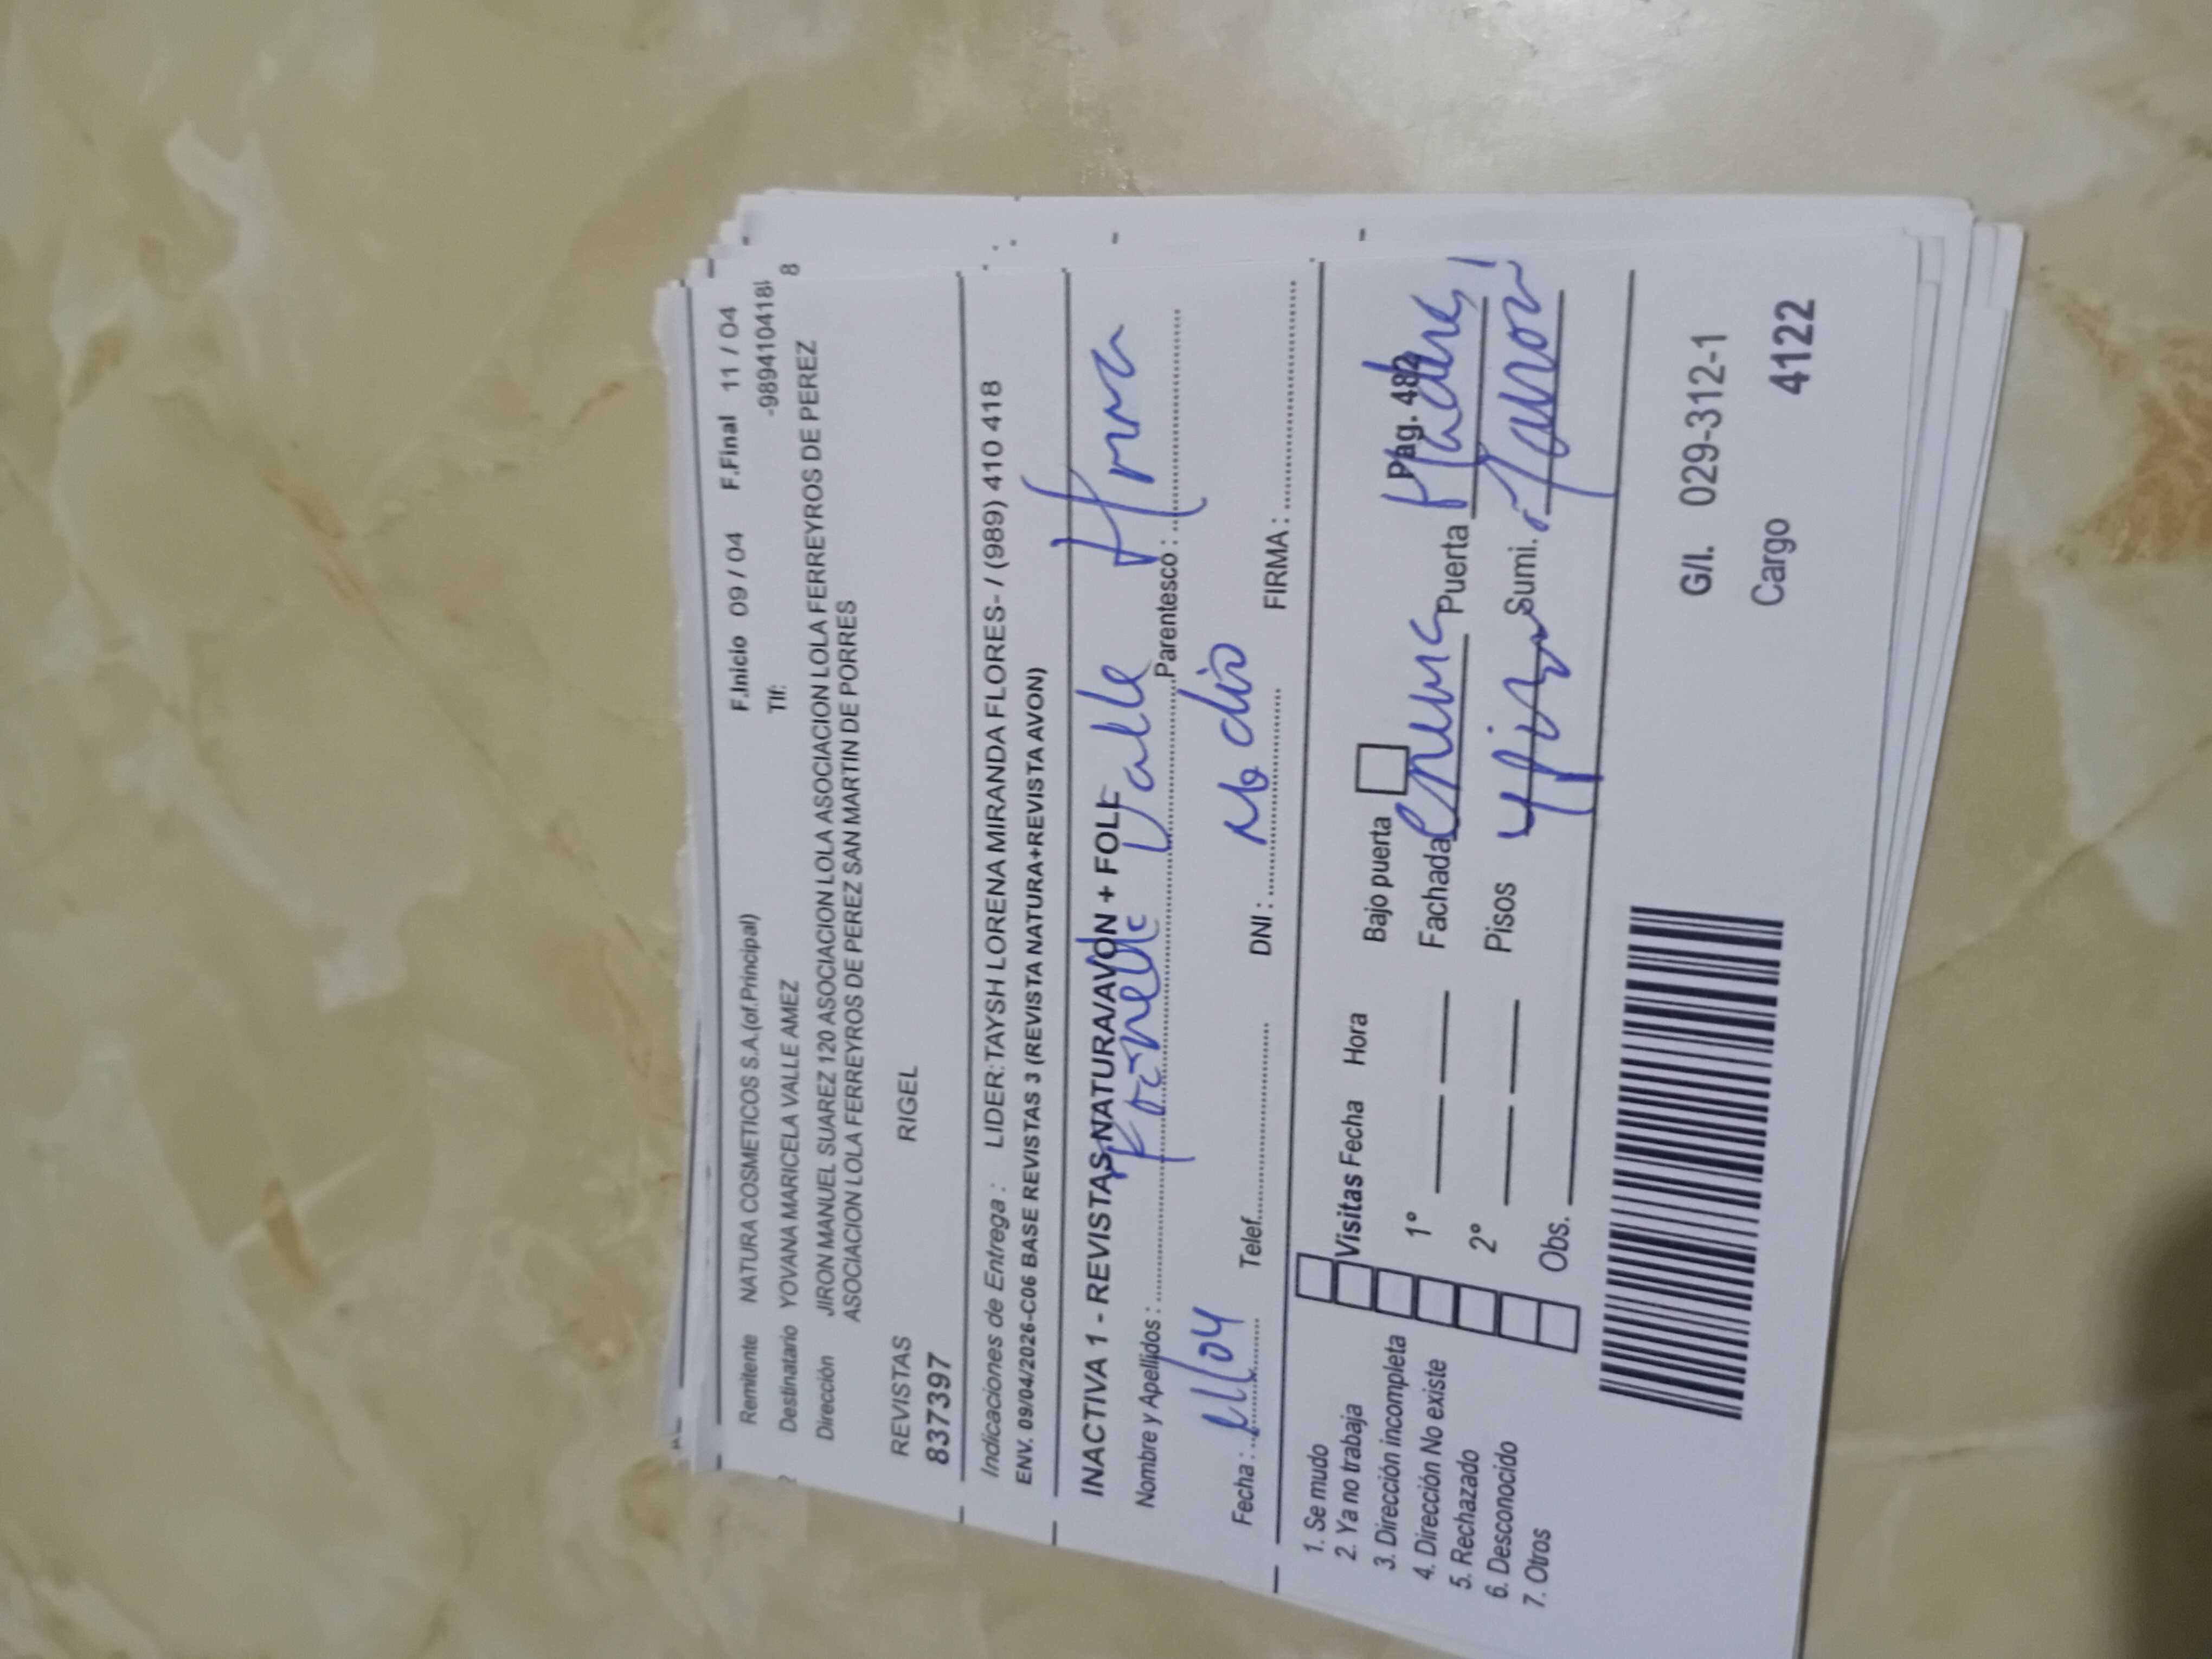 F.Inicio 09 / 04 F.Final 11 / 04
Remitente NATURA COSMETICOS S.A.(of.Principal) Tlf: -989410418
8
Destinatario YOVANA MARICELA VALLE AMEZ
Dirección JIRON MANUEL SUAREZ 120 ASOCIACION LOLA ASOCIACION LOLA FERREYROS DE PEREZ
ASOCIACION LOLA FERREYROS DE PEREZ SAN MARTIN DE PORRES
REVISTAS RIGEL
837397
Indicaciones de Entrega : LIDER: TAYSH LORENA MIRANDA FLORES- / (989) 410 418
ENV. 09/04/2026-C06 BASE REVISTAS 3 (REVISTA NATURA+REVISTA AVON)
INACTIVA 1 - REVISTAS NATURA/AVON + FOLL
Nombre y Apellidos : Valle Parentesco :
Fecha : 11/04 Telef. DNI : No dio FIRMA :
1. Se mudo
2. Ya no trabaja
3. Dirección incompleta
4. Dirección No existe
5. Rechazado
6. Desconocido
7. Otros
Visitas Fecha Hora Bajo puerta Pag. 482
1° Fachada Crema Puerta Madera
2° Pisos Sumi.
Obs.
G/I. 029-312-1
Cargo 4122